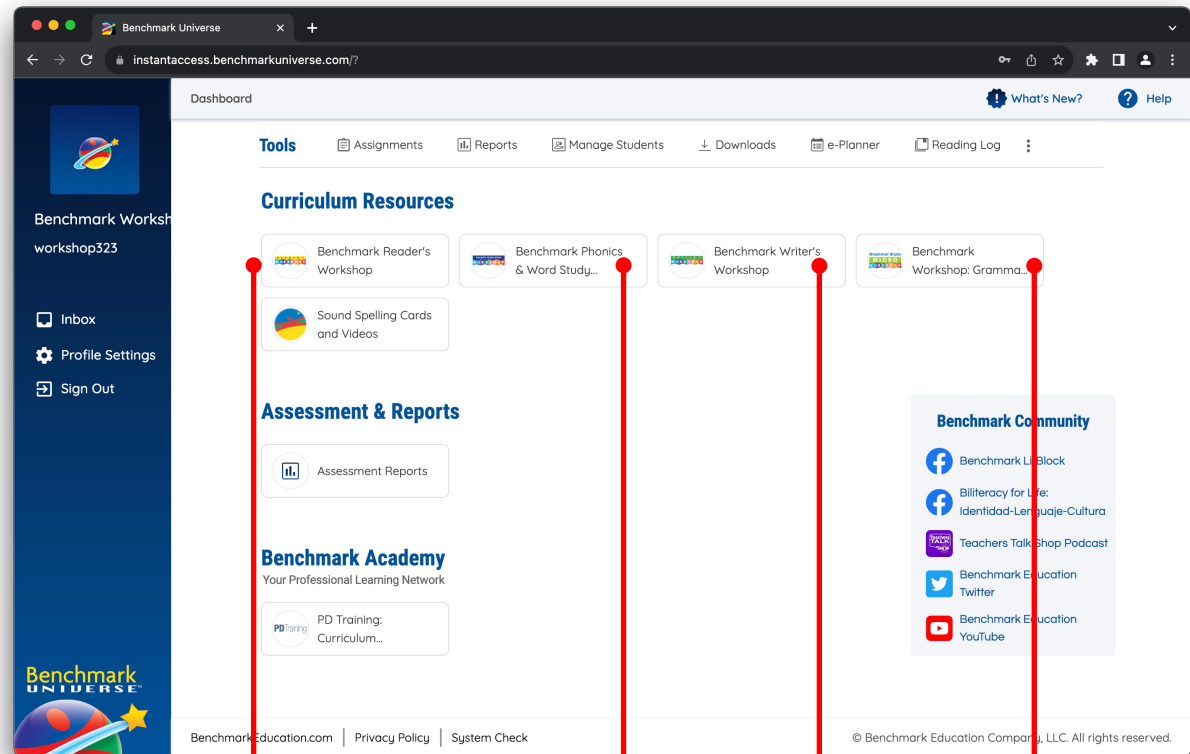 Benchmark Universe
instantaccess.benchmarkuniverse.com/?
Dashboard
What's New?
Help
Benchmark Worksh
workshop323
Inbox
Profile Settings
Sign Out
Benchmark
UNIVERSE
Tools
Assignments
Reports
Manage Students
Downloads
e-Planner
Reading Log
Curriculum Resources
Benchmark Reader's
Workshop
Benchmark Phonics
& Word Study...
Benchmark Writer's
Workshop
Benchmark
Workshop: Gramma...
Sound Spelling Cards
and Videos
Assessment & Reports
Assessment Reports
Benchmark Academy
Your Professional Learning Network
PDTraining
PD Training:
Curriculum...
Benchmark Community
Benchmark Lit Block
Biliteracy for Life:
Identidad-Lenguaje-Cultura
Teachers Talk Shop Podcast
Benchmark Education
Twitter
Benchmark Education
YouTube
BenchmarkEducation.com | Privacy Policy | System Check
© Benchmark Education Company, LLC. All rights reserved.